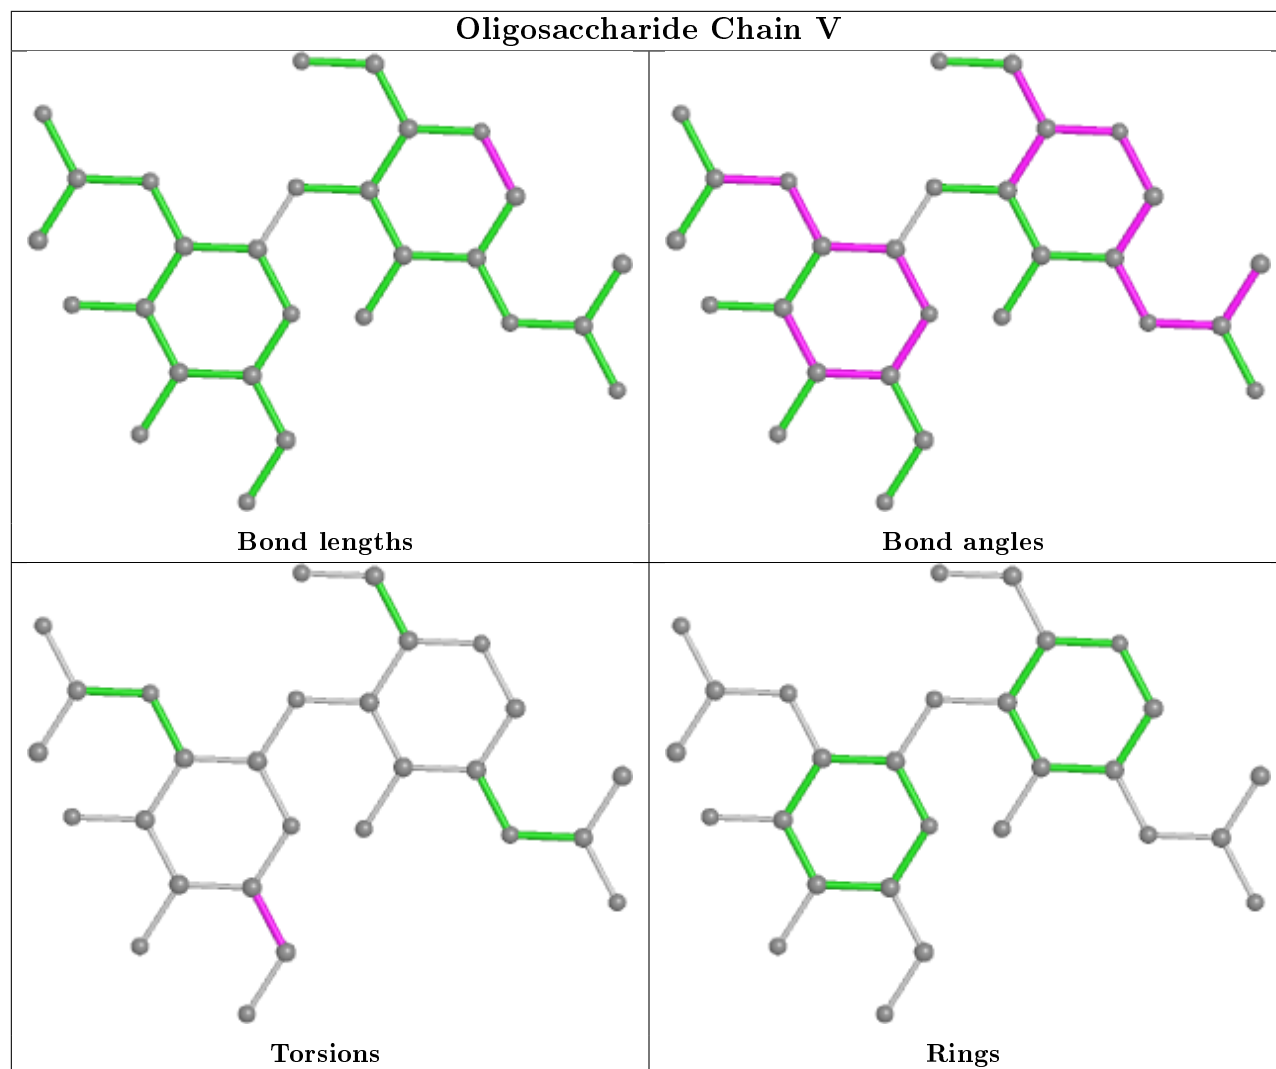 Oligosaccharide Chain V
Bond lengths
Bond angles
Torsions
Rings